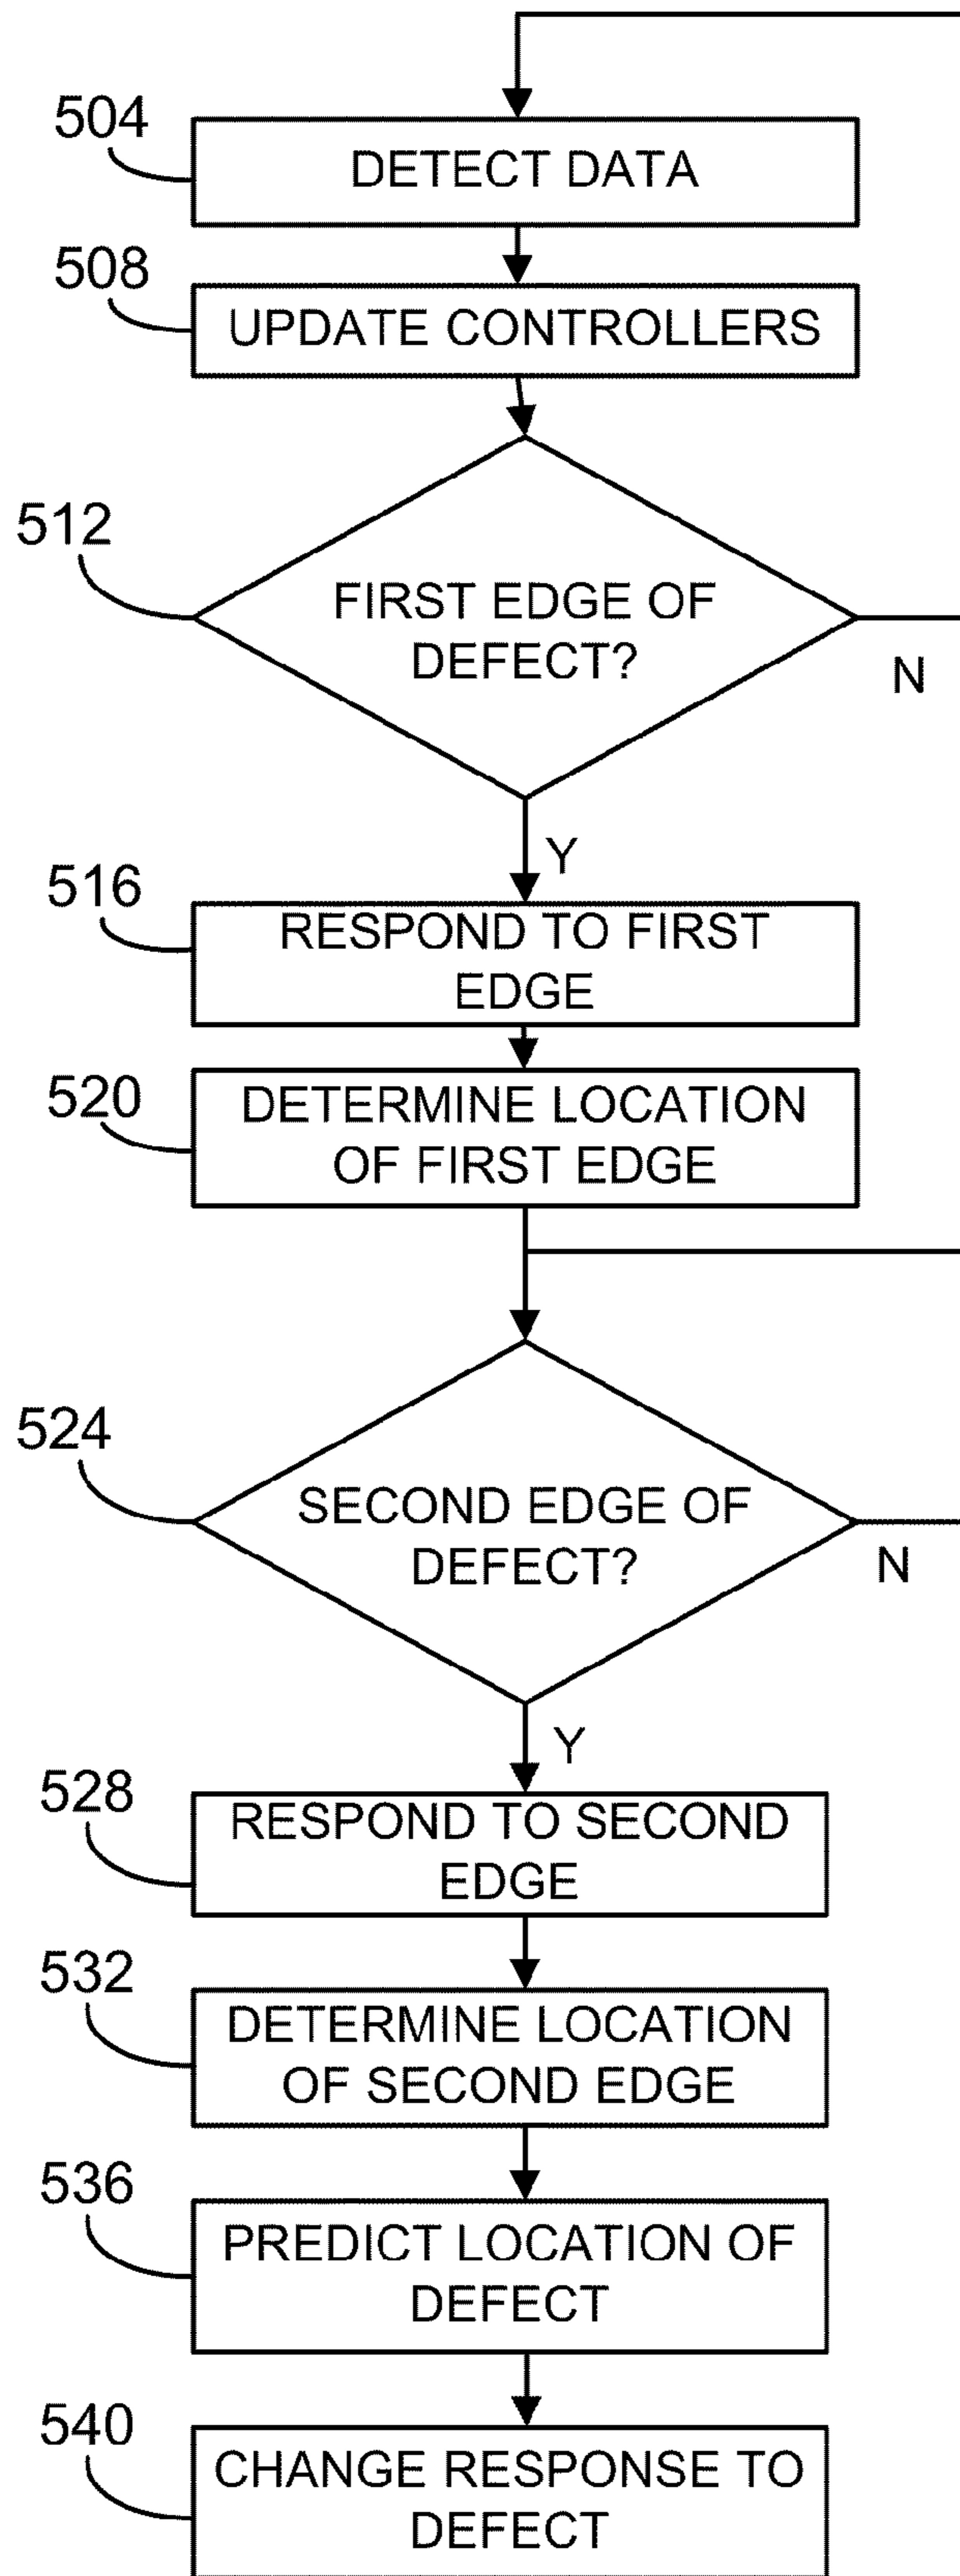 504
DETECT DATA
508
UPDATE CONTROLLERS
512
FIRST EDGE OF
DEFECT?
N
Y
516
RESPOND TO FIRST
EDGE
520
DETERMINE LOCATION
OF FIRST EDGE
524
SECOND EDGE OF
DEFECT?
N
Y
528
RESPOND TO SECOND
EDGE
532
DETERMINE LOCATION
OF SECOND EDGE
536
PREDICT LOCATION OF
DEFECT
540
CHANGE RESPONSE TO
DEFECT